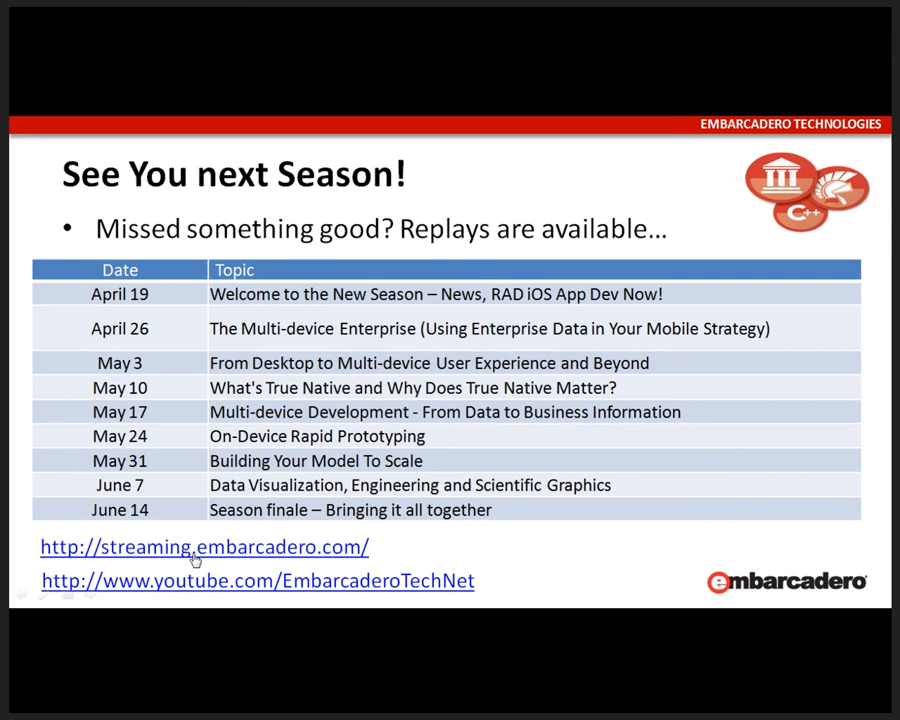 EMBARCADERO TECHNOLOGIES
See You next Season!
• Missed something good? Replays are available...
C++
Date Topic
April 19 Welcome to the New Season – News, RAD iOS App Dev Now!
April 26 The Multi-device Enterprise (Using Enterprise Data in Your Mobile Strategy)
May 3 From Desktop to Multi-device User Experience and Beyond
May 10 What's True Native and Why Does True Native Matter?
May 17 Multi-device Development - From Data to Business Information
May 24 On-Device Rapid Prototyping
May 31 Building Your Model To Scale
June 7 Data Visualization, Engineering and Scientific Graphics
June 14 Season finale – Bringing it all together
http://streaming.embarcadero.com/
http://www.youtube.com/EmbarcaderoTechNet
embarcadero